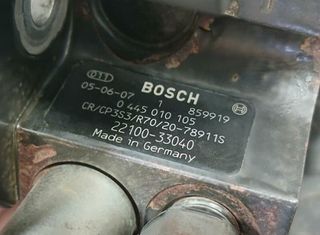 BOSCH
05-06-07 1 859919
0 445 010 105
CR/CP3S3/R70/20-78911S
22100-33040
Made in Germany